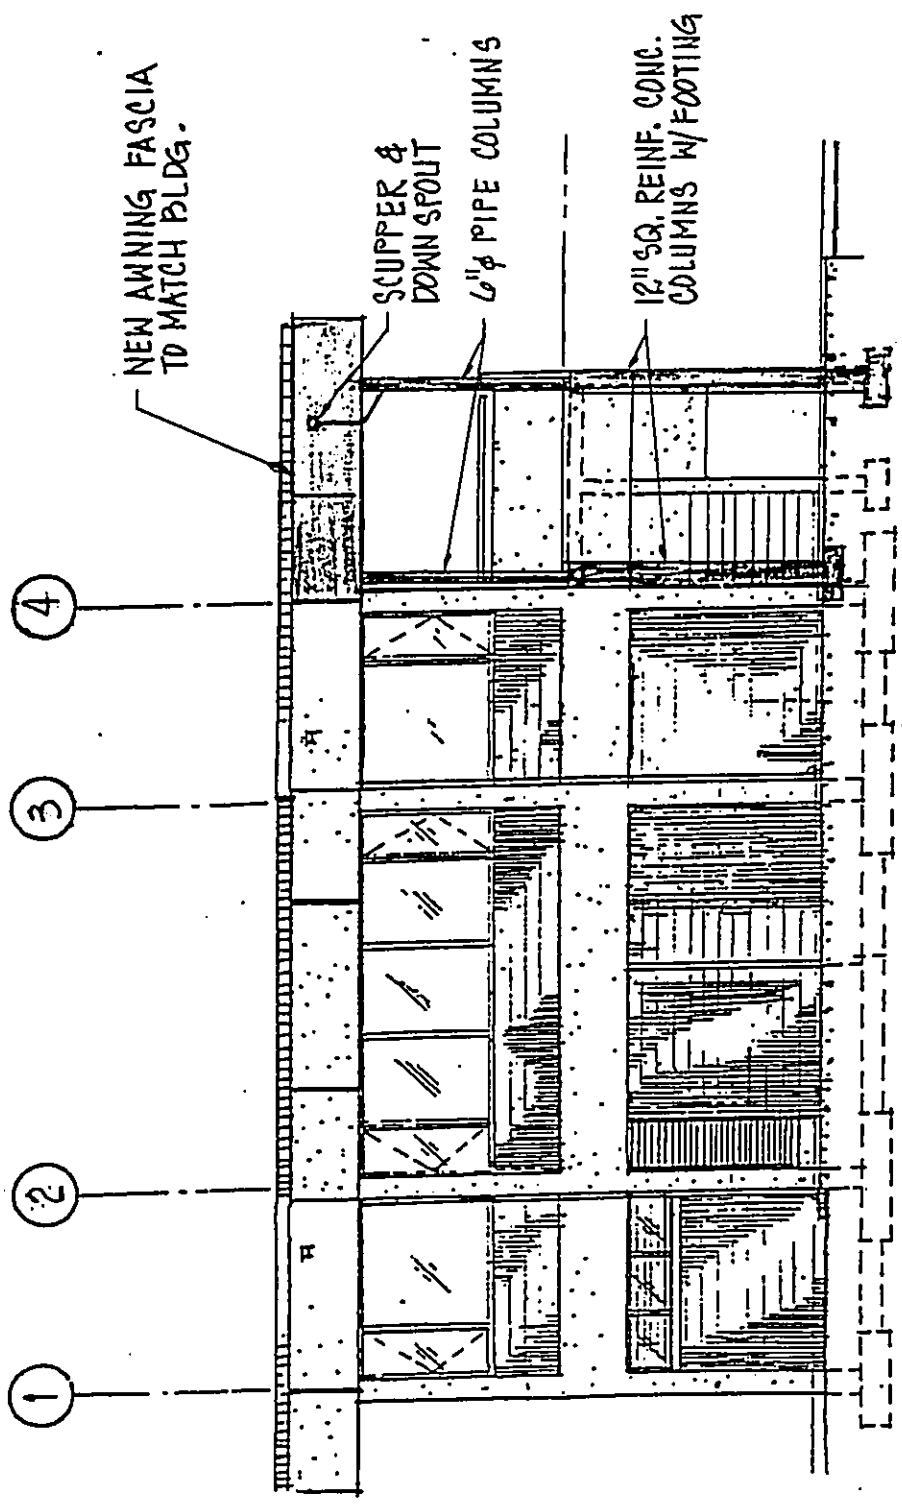 NEW AWNING FASCIA
TO MATCH BLDG.
SCUPPER &
DOWNSPOUT
6"ø PIPE COLUMNS
12" SQ. REINF. CONC.
COLUMNS W/ FOOTING
1
2
3
4